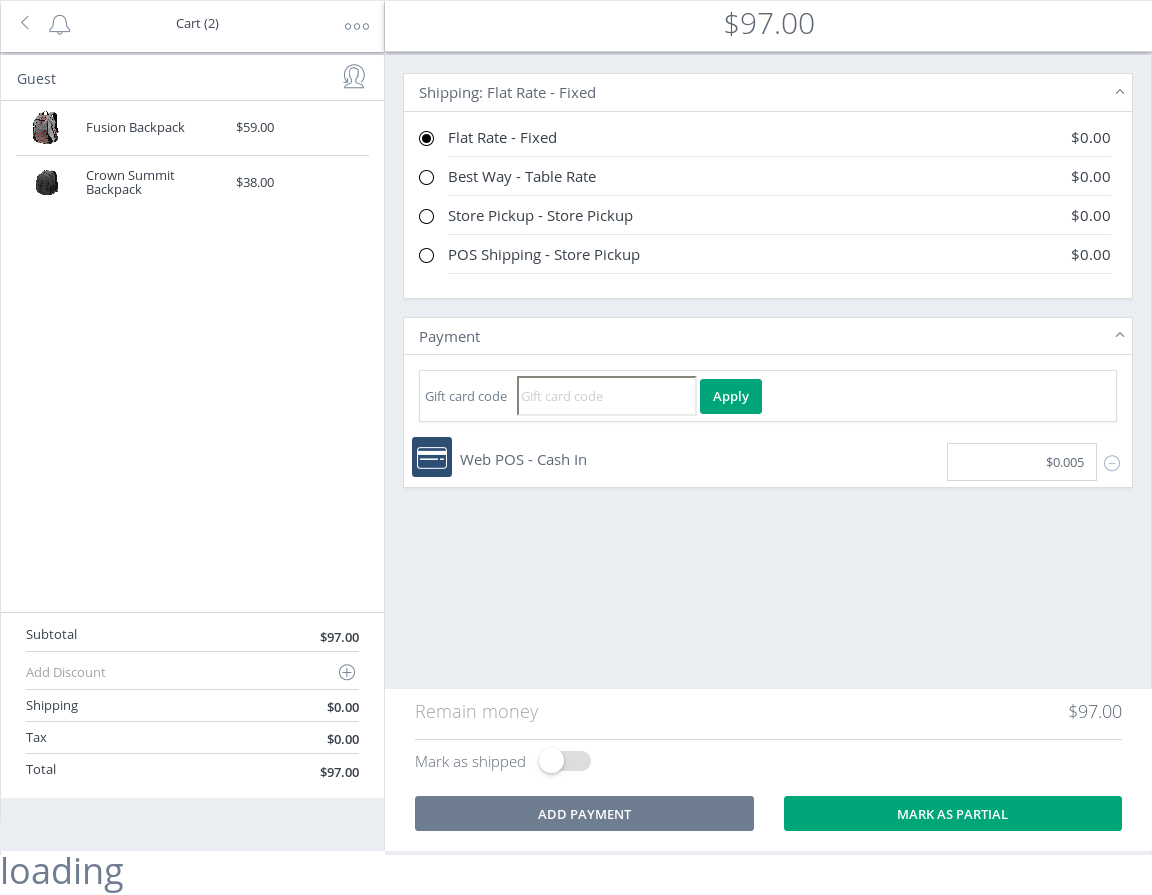 Cart (2)
$97.00
Guest
Fusion Backpack $59.00
Crown Summit
Backpack
$38.00
Subtotal $97.00
Add Discount
Shipping $0.00
Tax $0.00
Total $97.00
Shipping: Flat Rate - Fixed
Flat Rate - Fixed $0.00
Best Way - Table Rate $0.00
Store Pickup - Store Pickup $0.00
POS Shipping - Store Pickup $0.00
Payment
Gift card code Gift card code Apply
Web POS - Cash In $0.005
Remain money $97.00
Mark as shipped
ADD PAYMENT MARK AS PARTIAL
loading